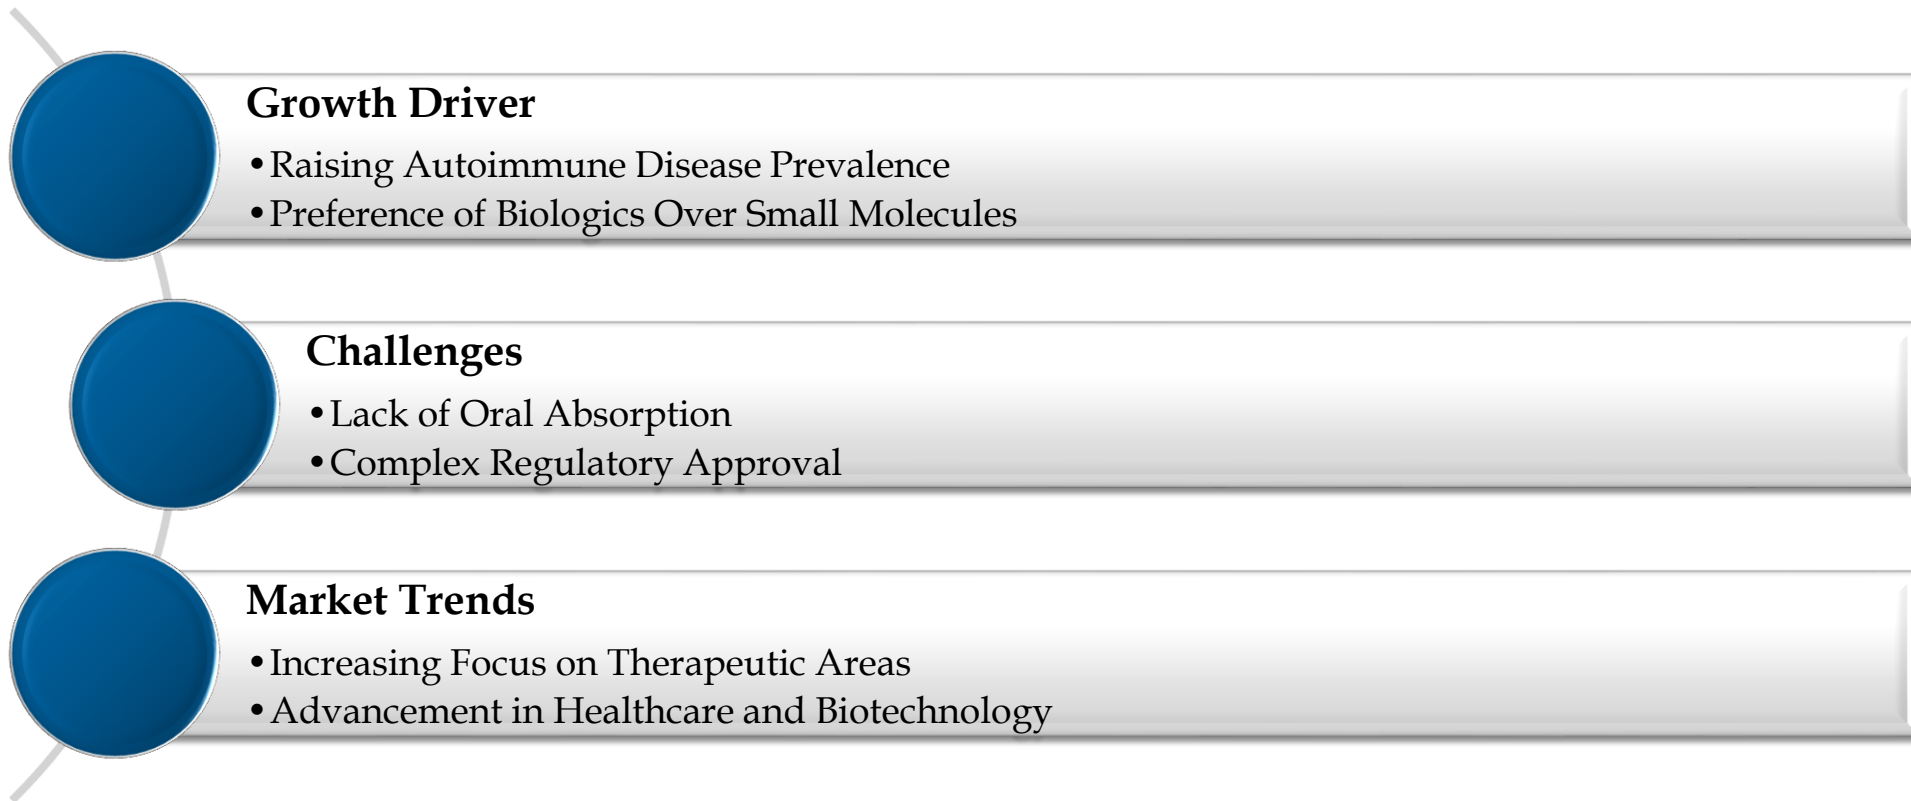 Growth Driver
•Raising Autoimmune Disease Prevalence
•Preference of Biologics Over Small Molecules
Challenges
•Lack of Oral Absorption
•Complex Regulatory Approval
Market Trends
•Increasing Focus on Therapeutic Areas
•Advancement in Healthcare and Biotechnology